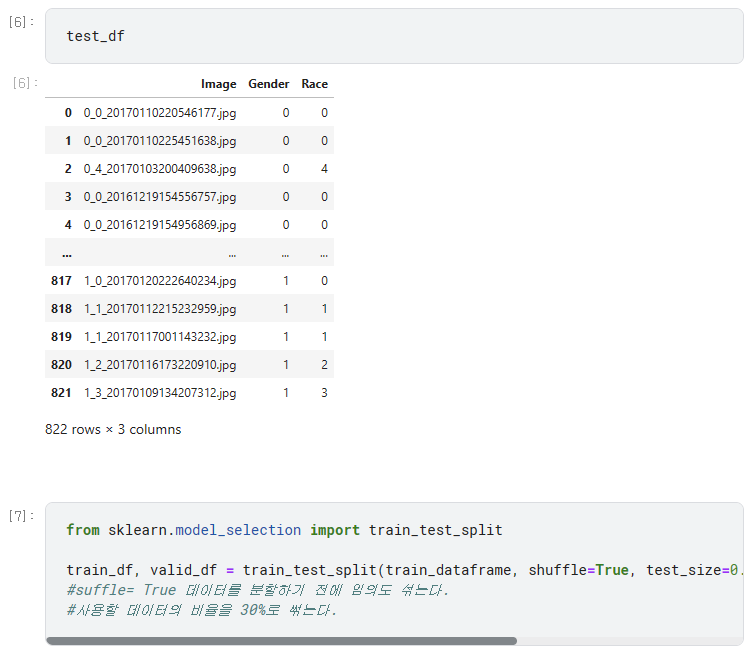 [6]:
test_df
[6]:
Image Gender Race
0 0_0_20170110220546177.jpg 0 0
1 0_0_20170110225451638.jpg 0 0
2 0_4_20170103200409638.jpg 0 4
3 0_0_20161219154556757.jpg 0 0
4 0_0_20161219154956869.jpg 0 0
... ... ... ...
817 1_0_20170120222640234.jpg 1 0
818 1_1_20170112215232959.jpg 1 1
819 1_1_20170117001143232.jpg 1 1
820 1_2_20170116173220910.jpg 1 2
821 1_3_20170109134207312.jpg 1 3
822 rows × 3 columns
[7]:
from sklearn.model_selection import train_test_split
train_df, valid_df = train_test_split(train_dataframe, shuffle=True, test_size=0.
#suffle= True 데이터를 분할하기 전에 임의도 섞는다.
#사용할 데이터의 비율을 30%로 썪는다.